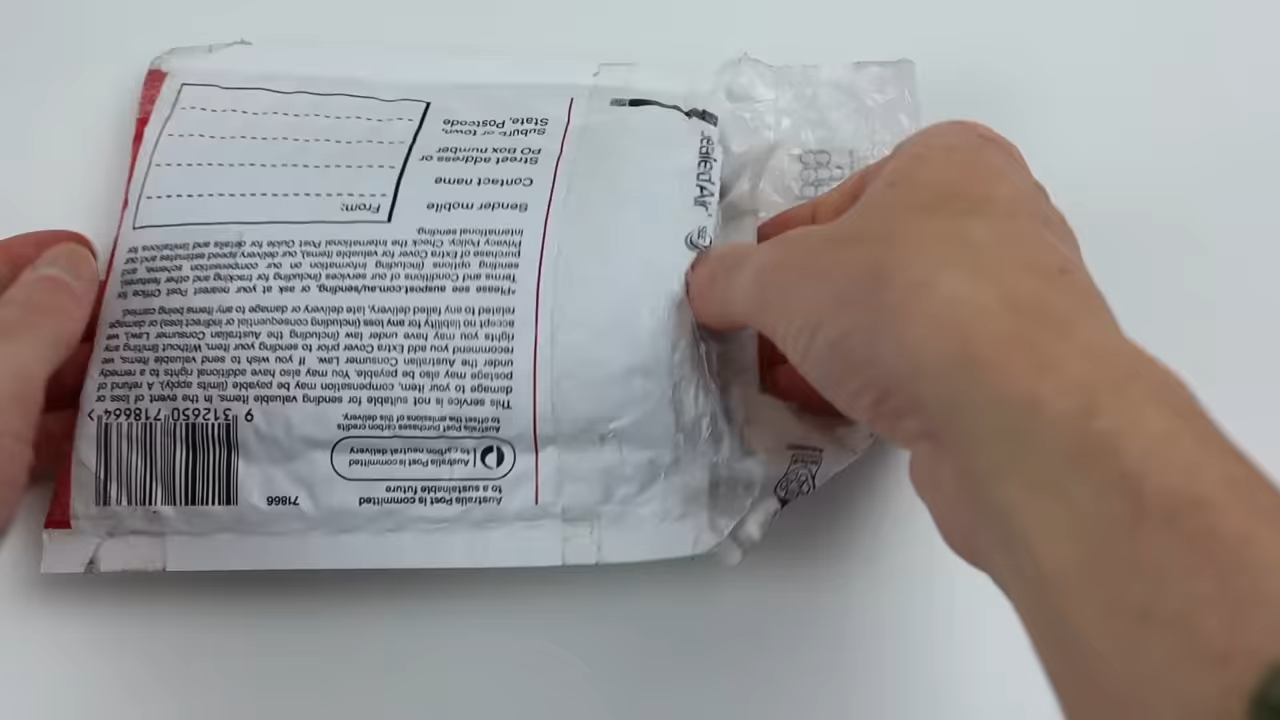 Australia Post is committed
to a sustainable future
71866
Australia Post is committed
to carbon neutral delivery
Australia Post purchases carbon credits
to offset the emissions of this delivery.
9 312650 718664 >
This service is not suitable for sending valuable items. In the event of loss or
damage to your item, compensation may be payable (limits apply). A refund of
postage may also be payable. You may also have additional rights to a remedy
under the Australian Consumer Law. If you wish to send valuable items, we
recommend you add Extra Cover prior to sending your item. Without limiting any
rights you may have under law (including the Australian Consumer Law), we
accept no liability for any loss (including consequential or indirect loss) or damage
related to any failed delivery, late delivery or damage to any items being carried.
*Please see auspost.com.au/sending, or ask at your nearest Post Office for
Terms and Conditions of our services (including for tracking and other features),
sending options (including information on our compensation scheme, and
purchase of Extra Cover for valuable items), our delivery speed estimates and our
Privacy Policy. Check the International Post Guide for details and limitations for
international sending.
Sender mobile
From:
Contact name
Street address or
PO Box number
Suburb or town,
State, Postcode
Sealed Air